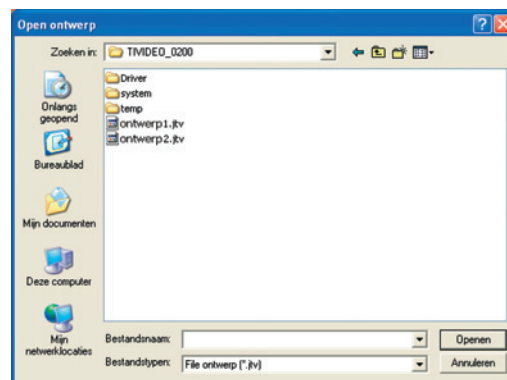 Open ontwerp
Zoeken in: TIVIDEO_0200
Onlangs
geopend
Bureaublad
Mijn documenten
Deze computer
Mijn
netwerklocaties
Driver
system
temp
ontwerp1.jtv
ontwerp2.jtv
Bestandsnaam:
Openen
Bestandstypen: File ontwerp (*.jtv)
Annuleren